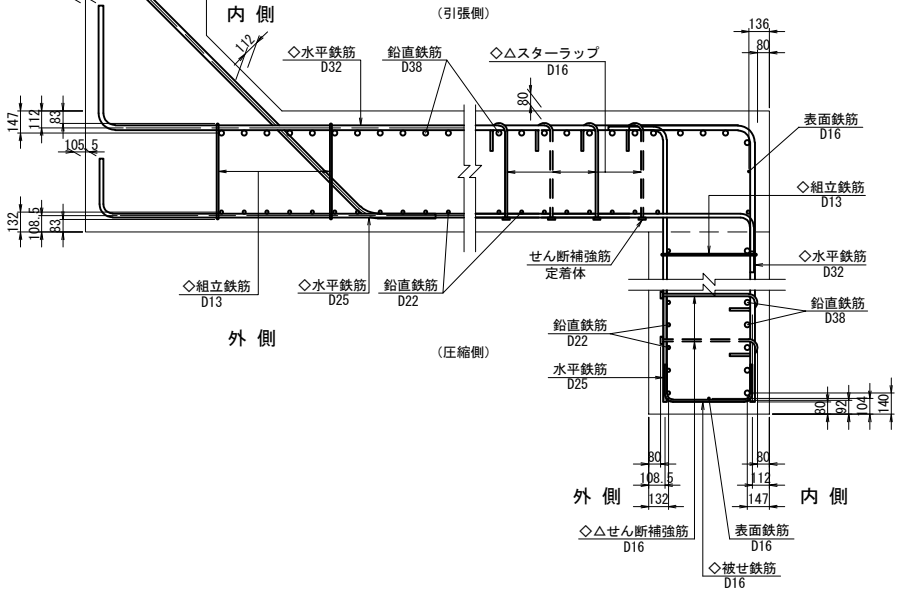 内 側
（引張側）
136
80
112
◇水平鉄筋
D32
鉛直鉄筋
D38
◇△スターラップ
D16
80
147
112
83
表面鉄筋
D16
105.5
◇組立鉄筋
D13
132
108.5
83
せん断補強筋
定着体
◇水平鉄筋
D32
◇組立鉄筋
D13
◇水平鉄筋
D25
鉛直鉄筋
D22
鉛直鉄筋
D38
鉛直鉄筋
D22
外 側
（圧縮側）
水平鉄筋
D25
80
92
104
140
80
80
108.5
112
132
147
外 側
内 側
◇△せん断補強筋
D16
表面鉄筋
D16
◇被せ鉄筋
D16